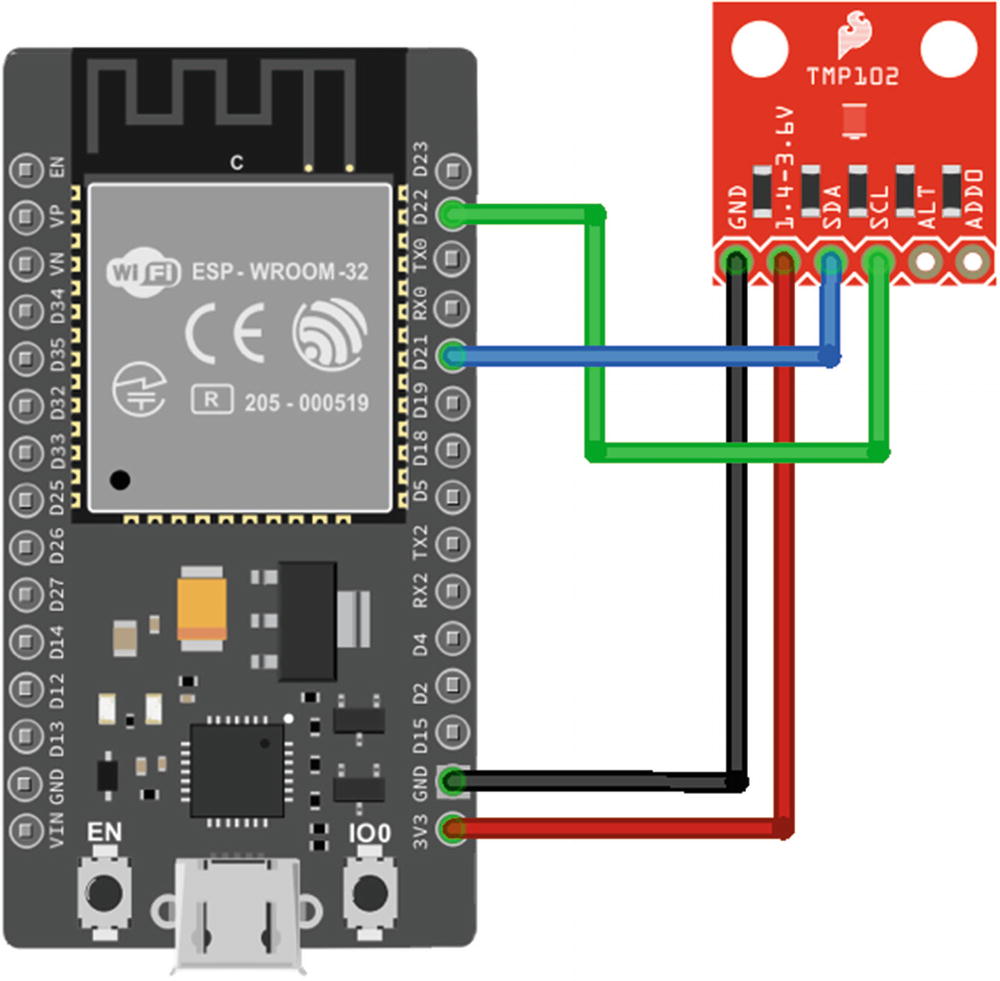 TMP102
GND
1.4-3.6V
SDA
SCL
ALT
ADD0
C
Wi Fi
ESP - WROOM -32
CE
R
205 - 000519
EN
VP
VN
D34
D35
D32
D33
D25
D26
D27
D14
D12
D13
GND
VIN
D23
D22
TX0
RX0
D21
D19
D18
D5
TX2
RX2
D4
D2
D15
GND
3V3
EN
IO0